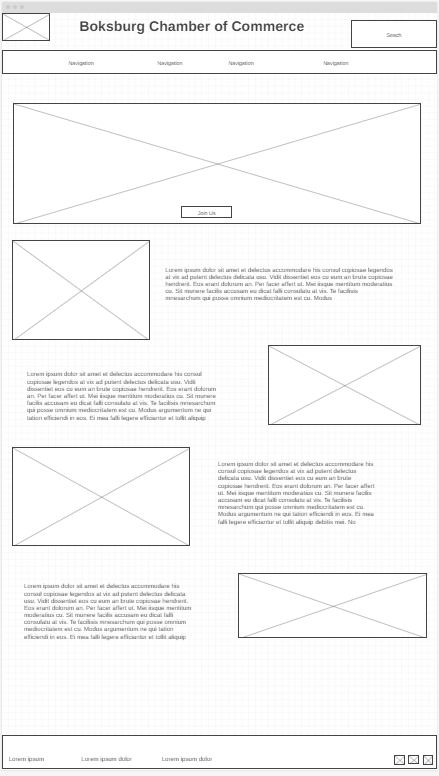 Boksburg Chamber of Commerce
Seach
Navigation Navigation Navigation Navigation
Join Us
Lorem ipsum dolor sit amet ei delectus accommodare his consul copiosae legendos
at vix ad putent delectus delicata usu. Vidit dissentiet eos cu eum an brute copiosae
hendrerit. Eos erant dolorum an. Per facer affert ut. Mei iisque mentitum moderatius
cu. Sit munere facilis accusam eu dicat falli consulatu at vis. Te facilisis
mnesarchum qui posse omnium mediocritatem est cu. Modus
Lorem ipsum dolor sit amet ei delectus accommodare his consul
copiosae legendos at vix ad putent delectus delicata usu. Vidit
dissentiet eos cu eum an brute copiosae hendrerit. Eos erant dolorum
an. Per facer affert ut. Mei iisque mentitum moderatius cu. Sit munere
facilis accusam eu dicat falli consulatu at vis. Te facilisis mnesarchum
qui posse omnium mediocritatem est cu. Modus argumentum ne qui
tation efficiendi in eos. Ei mea falli legere efficiantur et tollit aliquip
Lorem ipsum dolor sit amet ei delectus accommodare his
consul copiosae legendos at vix ad putent delectus
delicata usu. Vidit dissentiet eos cu eum an brute
copiosae hendrerit. Eos erant dolorum an. Per facer affert
ut. Mei iisque mentitum moderatius cu. Sit munere facilis
accusam eu dicat falli consulatu at vis. Te facilisis
mnesarchum qui posse omnium mediocritatem est cu.
Modus argumentum ne qui tation efficiendi in eos. Ei mea
falli legere efficiantur et tollit aliquip debitis mei. No
Lorem ipsum dolor sit amet ei delectus accommodare his
consul copiosae legendos at vix ad putent delectus delicata
usu. Vidit dissentiet eos cu eum an brute copiosae hendrerit.
Eos erant dolorum an. Per facer affert ut. Mei iisque mentitum
moderatius cu. Sit munere facilis accusam eu dicat falli
consulatu at vis. Te facilisis mnesarchum qui posse omnium
mediocritatem est cu. Modus argumentum ne qui tation
efficiendi in eos. Ei mea falli legere efficiantur et tollit aliquip
Lorem ipsum Lorem ipsum dolor Lorem ipsum dolor